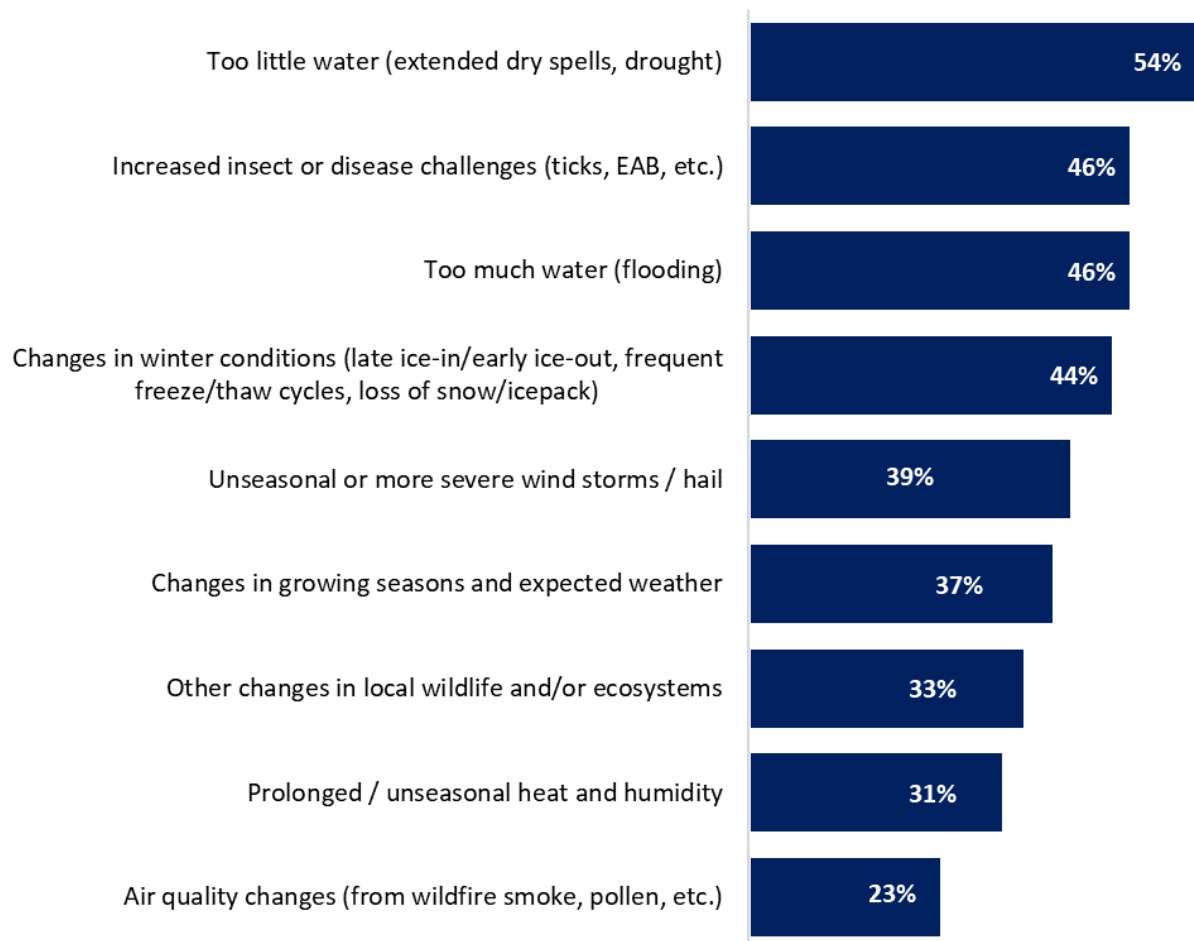 Too little water (extended dry spells, drought)
54%
Increased insect or disease challenges (ticks, EAB, etc.)
46%
Too much water (flooding)
46%
Changes in winter conditions (late ice-in/early ice-out, frequent
freeze/thaw cycles, loss of snow/icepack)
44%
Unseasonal or more severe wind storms / hail
39%
Changes in growing seasons and expected weather
37%
Other changes in local wildlife and/or ecosystems
33%
Prolonged / unseasonal heat and humidity
31%
Air quality changes (from wildfire smoke, pollen, etc.)
23%